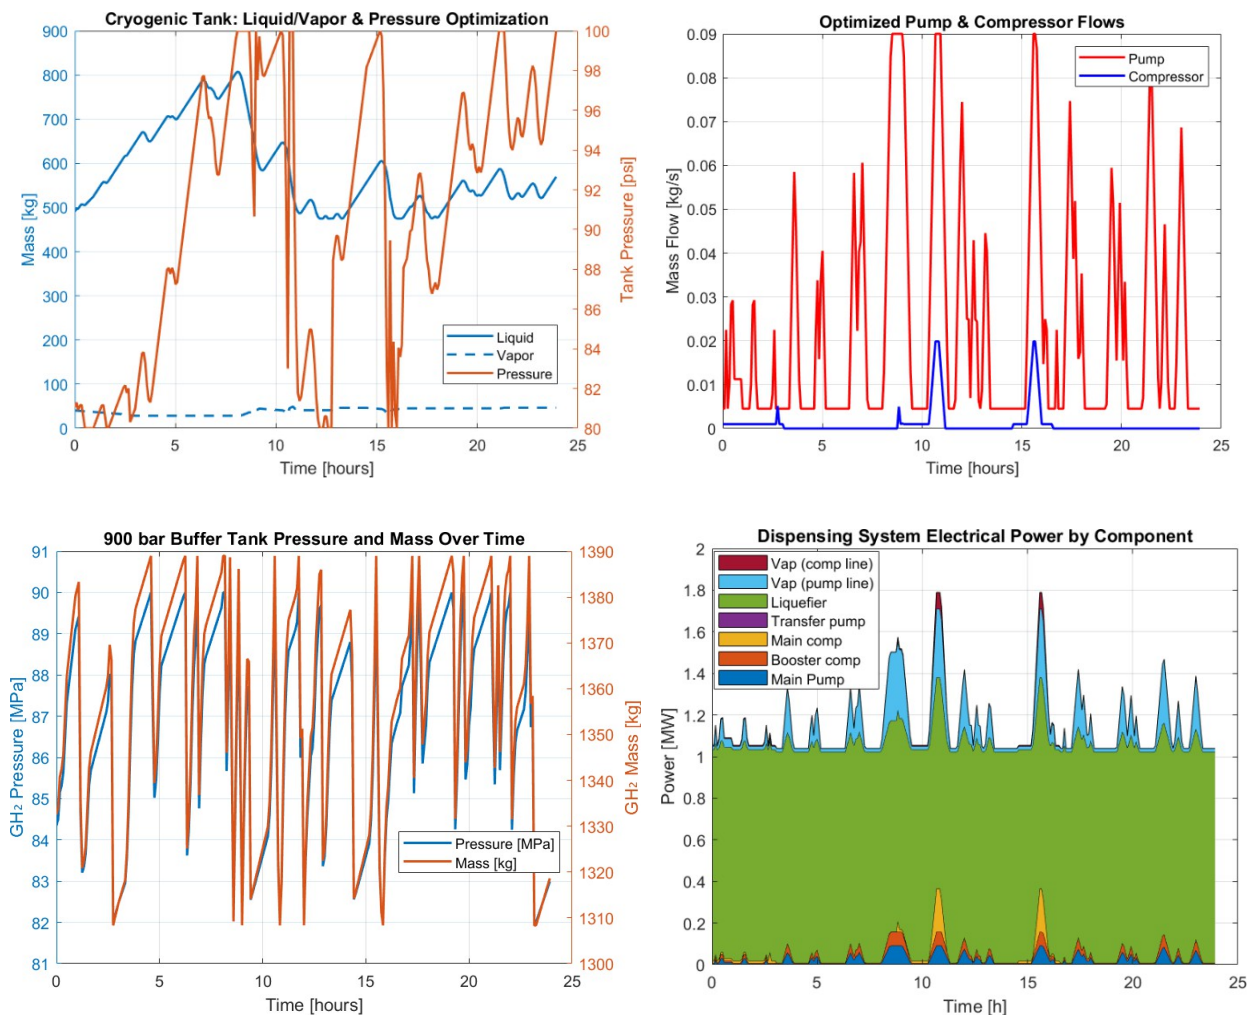 Cryogenic Tank: Liquid/Vapor & Pressure Optimization
900
800
700
600
500
400
300
200
100
0
Mass [kg]
100
98
96
94
92
90
88
86
84
82
80
Tank Pressure [psi]
Liquid
Vapor
Pressure
0 5 10 15 20 25
Time [hours]
Optimized Pump & Compressor Flows
0.09
0.08
0.07
0.06
0.05
0.04
0.03
0.02
0.01
0
Mass Flow [kg/s]
Pump
Compressor
0 5 10 15 20 25
Time [hours]
900 bar Buffer Tank Pressure and Mass Over Time
91
90
89
88
87
86
85
84
83
82
81
GH₂ Pressure [MPa]
1390
1380
1370
1360
1350
1340
1330
1320
1310
1300
GH₂ Mass [kg]
Pressure [MPa]
Mass [kg]
0 5 10 15 20 25
Time [hours]
Dispensing System Electrical Power by Component
2
1.8
1.6
1.4
1.2
1
0.8
0.6
0.4
0.2
0
Power [MW]
Vap (comp line)
Vap (pump line)
Liquefier
Transfer pump
Main comp
Booster comp
Main Pump
0 5 10 15 20 25
Time [h]